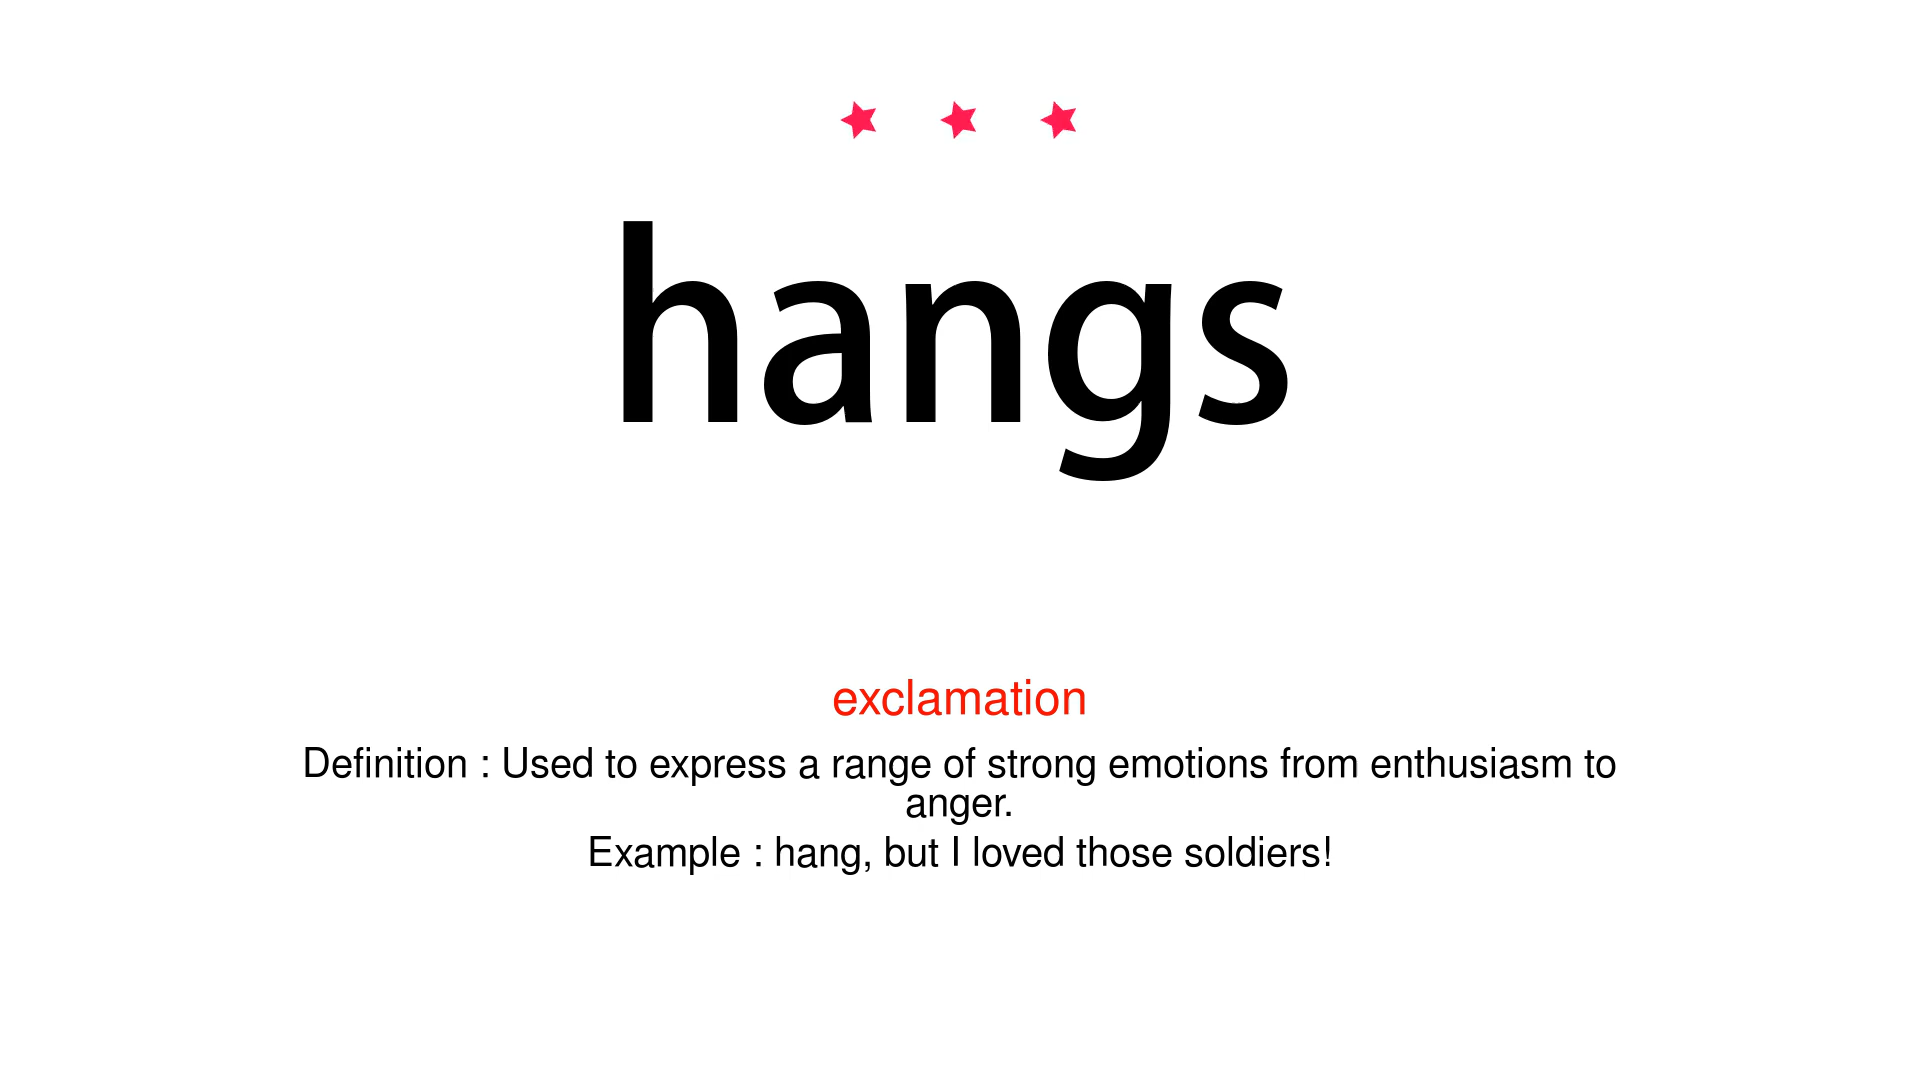 hangs
exclamation
Definition : Used to express a range of strong emotions from enthusiasm to
anger.
Example : hang, but I loved those soldiers!